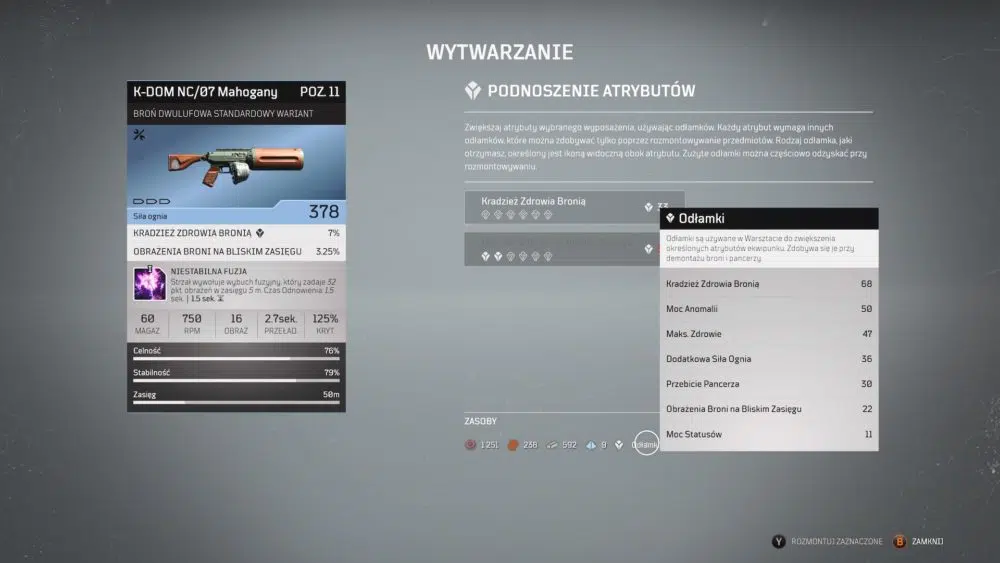 WYTWARZANIE
K-DOM NC/07 Mahogany POZ. 11
BROŃ DWULUFOWA STANDARDOWY WARIANT
Siła ognia 378
KRADZIEŻ ZDROWIA BRONIĄ 7%
OBRAŻENIA BRONI NA BLISKIM ZASIĘGU 3.25%
NIESTABILNA FUZJA
Strzał wywołuje wybuch fuzyjny, który zadaje 32
pkt. obrażeń w zasięgu 5 m. Czas Odnowienia: 1.5
sek. | 1.5 sek.
60 750 16 2.7sek. 125%
MAGAZ RPM OBRAŻ PRZEŁAD. KRYT.
Celność 76%
Stabilność 79%
Zasięg 50m
PODNOSZENIE ATRYBUTÓW
Zwiększaj atrybuty wybranego wyposażenia, używając odłamków. Każdy atrybut wymaga innych
odłamków, które można zdobywać tylko poprzez rozmontowywanie przedmiotów. Rodzaj odłamka, jaki
otrzymasz, określony jest ikoną widoczną obok atrybutu. Zużyte odłamki można częściowo odzyskać przy
rozmontowywaniu.
Kradzież Zdrowia Bronią 33
Odłamki
Odłamki są używane w Warsztacie do zwiększenia
określonych atrybutów ekwipunku. Zdobywa się je przy
demontażu broni i pancerzy.
Kradzież Zdrowia Bronią 68
Moc Anomalii 50
Maks. Zdrowie 47
Dodatkowa Siła Ognia 36
Przebicie Pancerza 30
Obrażenia Broni na Bliskim Zasięgu 22
Moc Statusów 11
ZASOBY
1251 238 592 9 Odłamki
Y ROZMONTUJ ZAZNACZONE B ZAMKNIJ